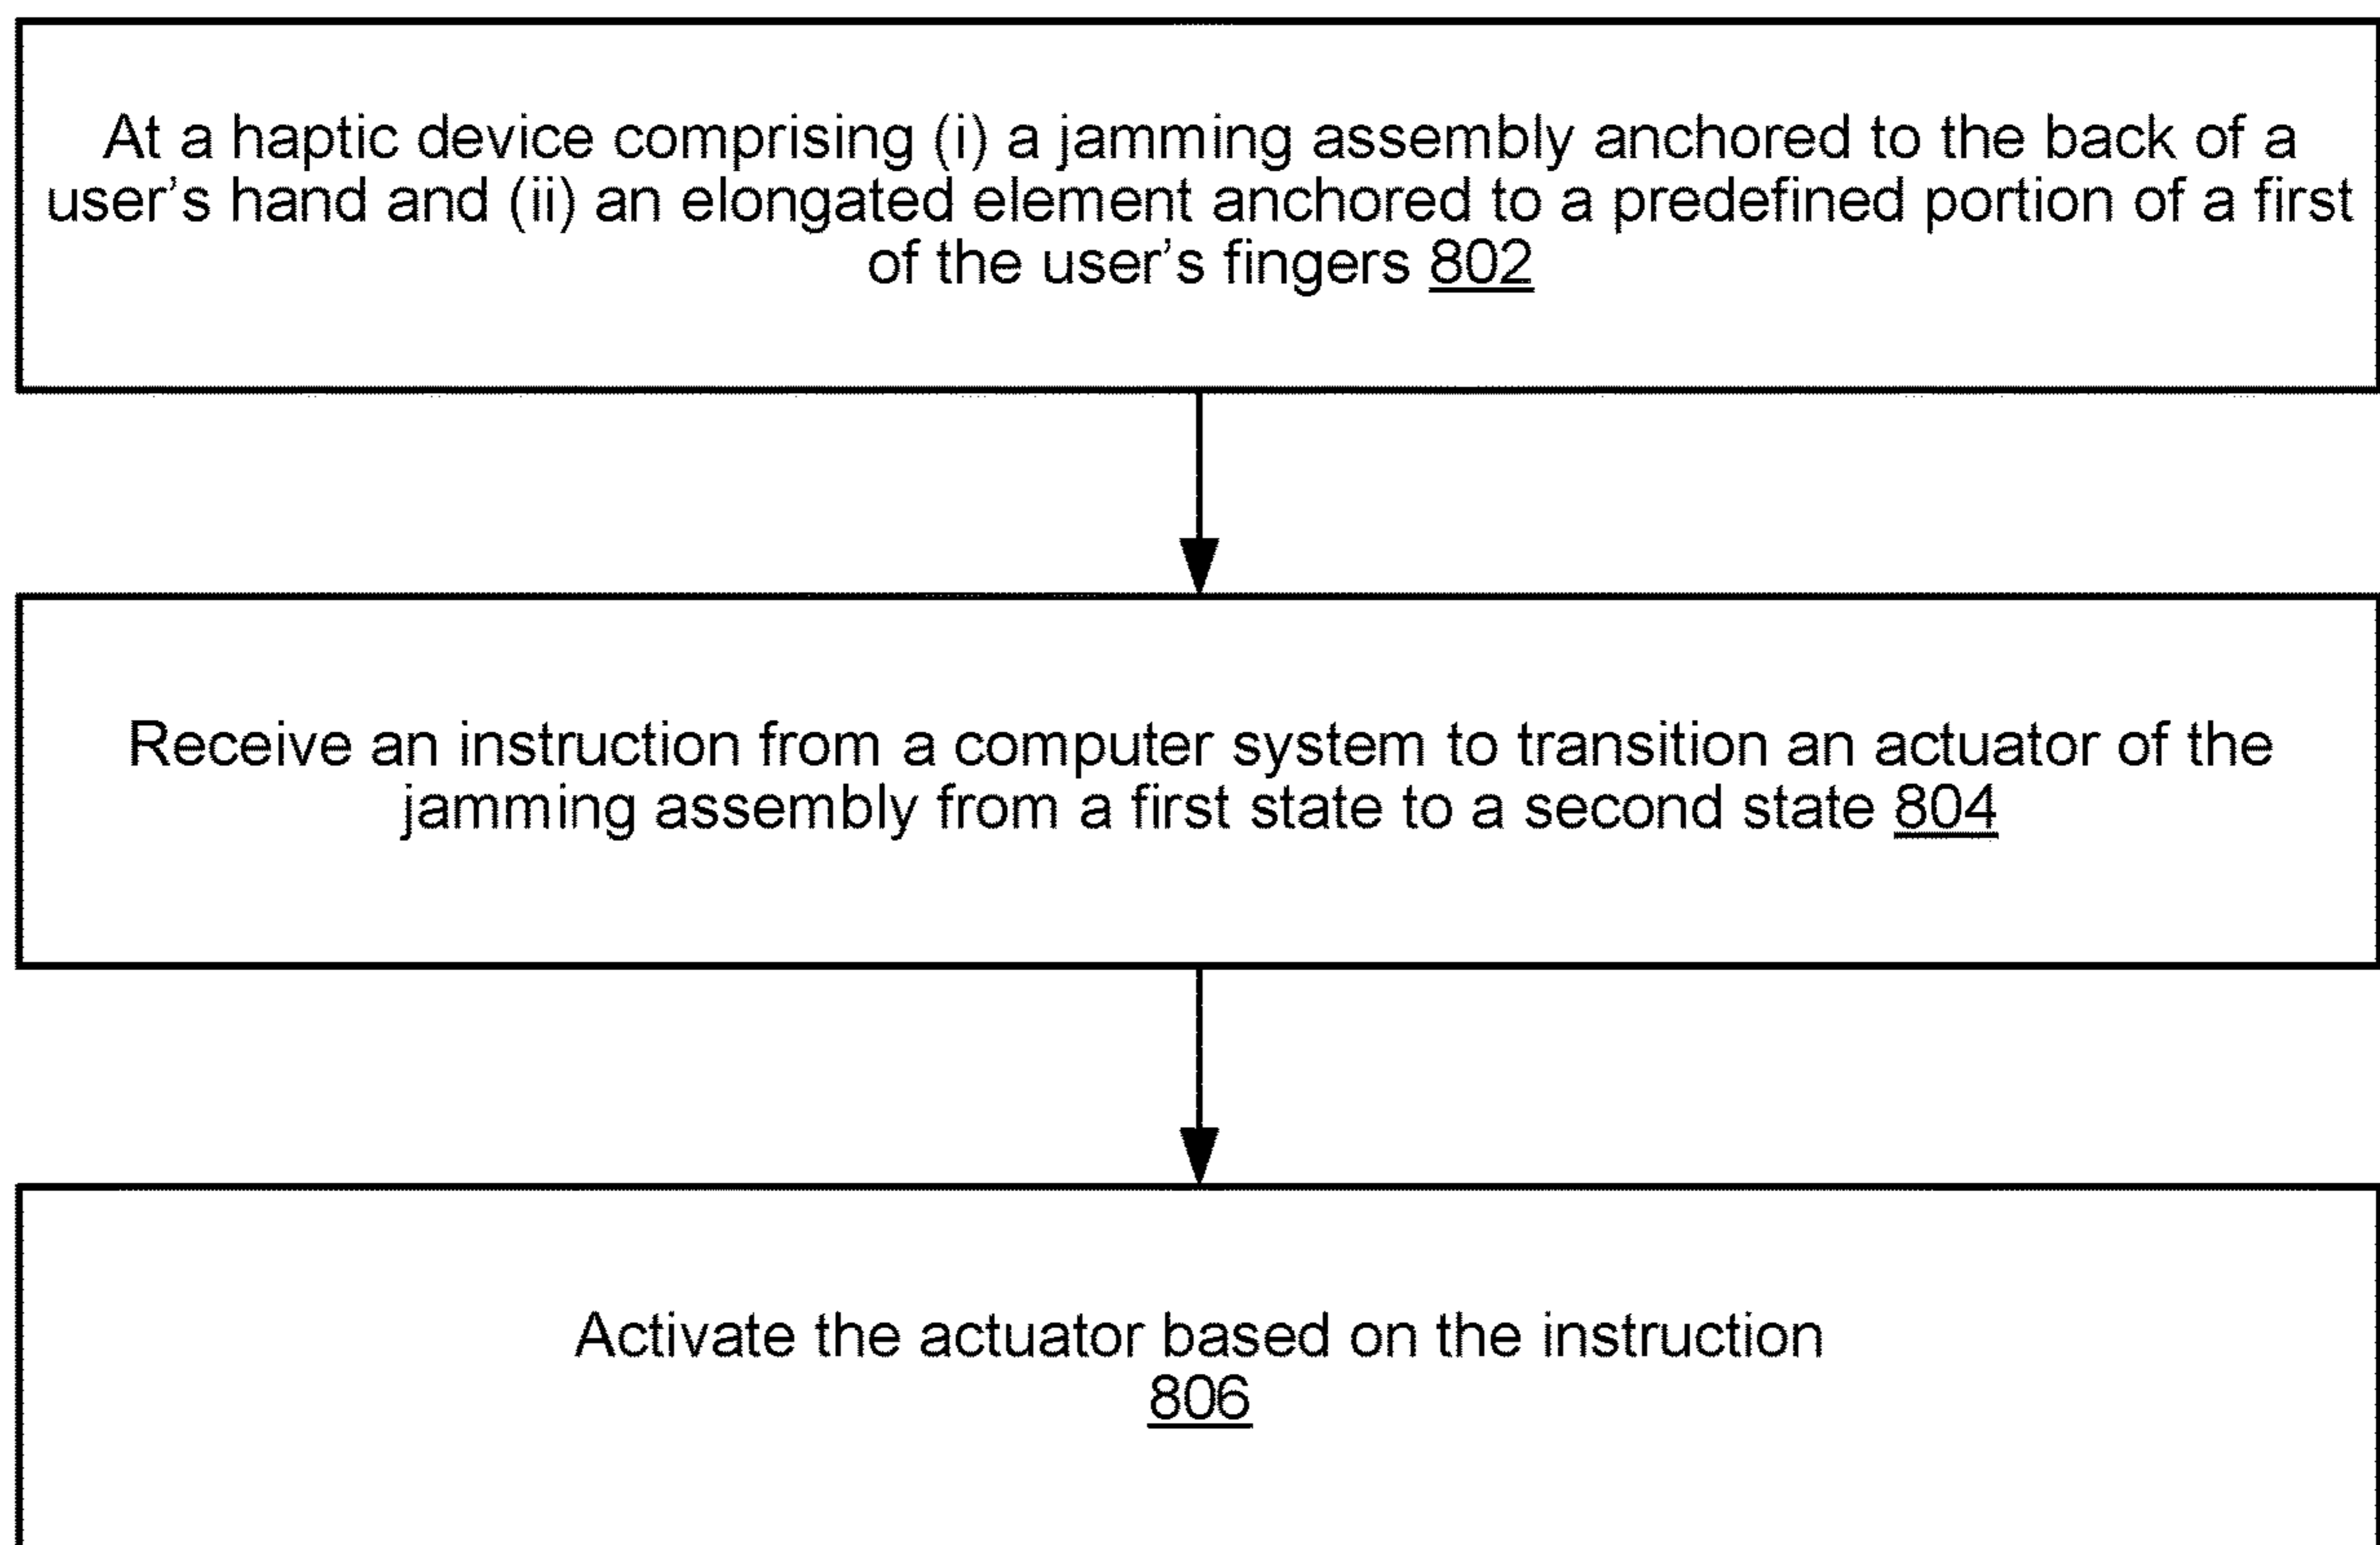 At a haptic device comprising (i) a jamming assembly anchored to the back of a
user's hand and (ii) an elongated element anchored to a predefined portion of a first
of the user's fingers 802
Receive an instruction from a computer system to transition an actuator of the
jamming assembly from a first state to a second state 804
Activate the actuator based on the instruction
806